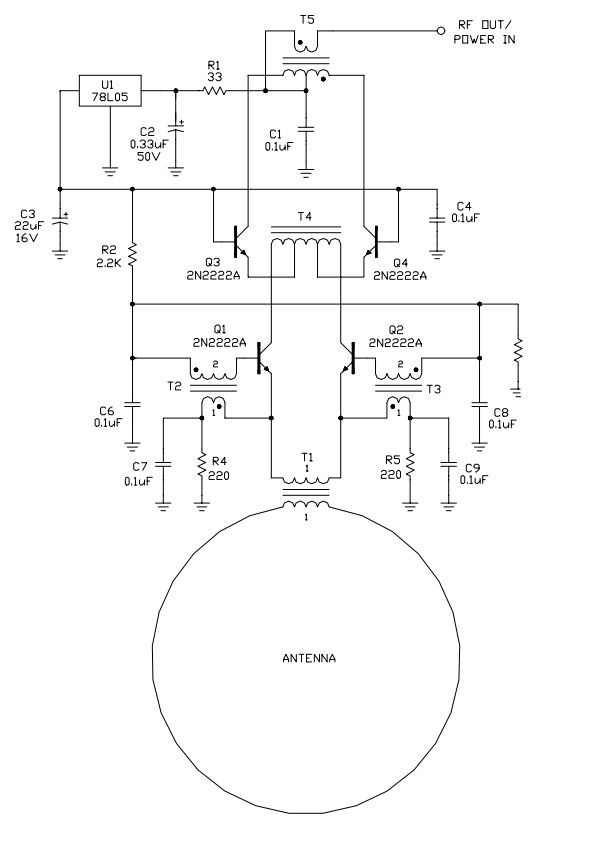 T5
RF OUT/
POWER IN
U1
78L05
R1
33
C2
0.33uF
50V
C1
0.1uF
C3
22uF
16V
R2
2.2K
T4
C4
0.1uF
Q3
2N2222A
Q4
2N2222A
Q1
2N2222A
Q2
2N2222A
2
2
T2
T3
1
1
C6
0.1uF
C8
0.1uF
C7
0.1uF
R4
220
T1
1
R5
220
C9
0.1uF
1
ANTENNA